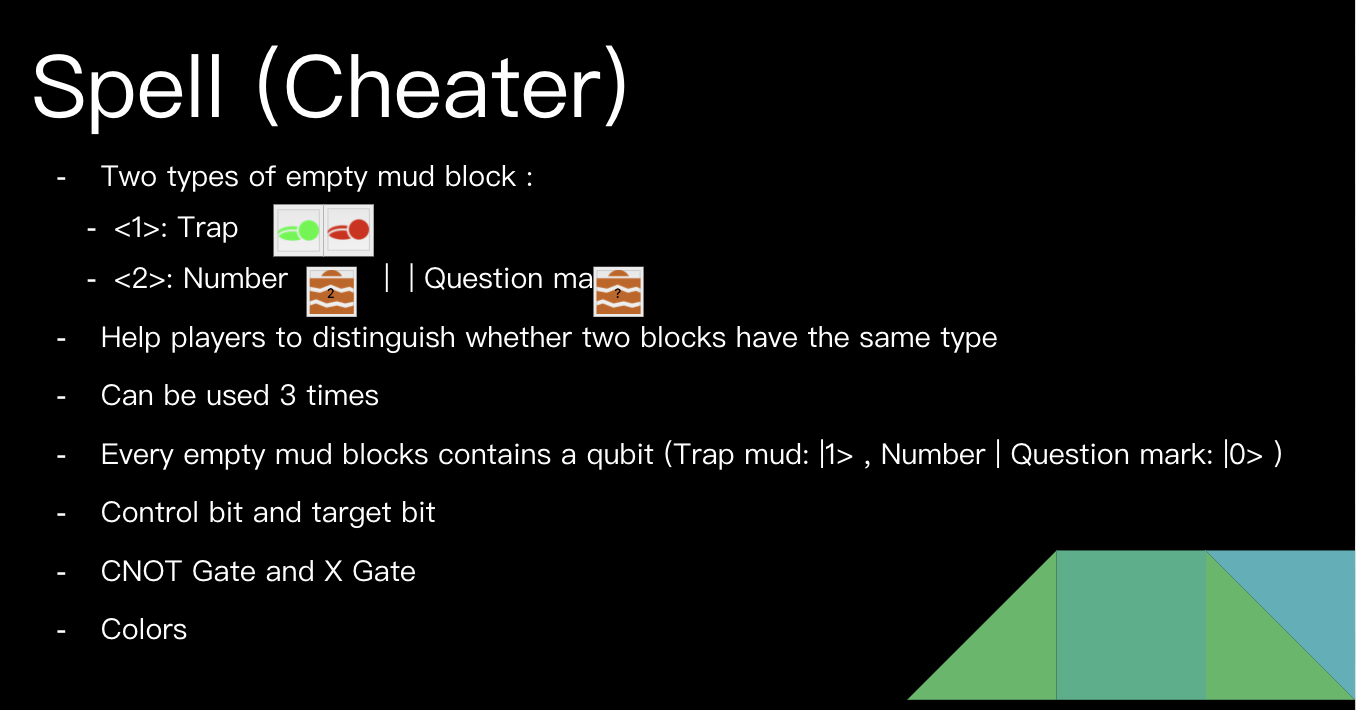 Spell (Cheater)
- Two types of empty mud block :
- <1>: Trap
- <2>: Number 2 | | Question ma ?
- Help players to distinguish whether two blocks have the same type
- Can be used 3 times
- Every empty mud blocks contains a qubit (Trap mud: |1> , Number | Question mark: |0> )
- Control bit and target bit
- CNOT Gate and X Gate
- Colors